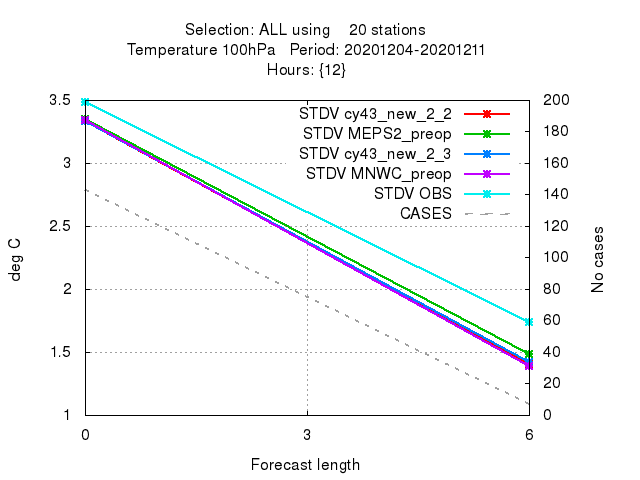 Selection: ALL using    20 stations
Temperature 100hPa   Period: 20201204-20201211
Hours: {12}
STDV cy43_new_2_2
STDV MEPS2_preop
STDV cy43_new_2_3
STDV MNWC_preop
STDV OBS
CASES
3.5
3
2.5
2
1.5
1
deg C
200
180
160
140
120
100
80
60
40
20
0
No cases
0 3 6
Forecast length